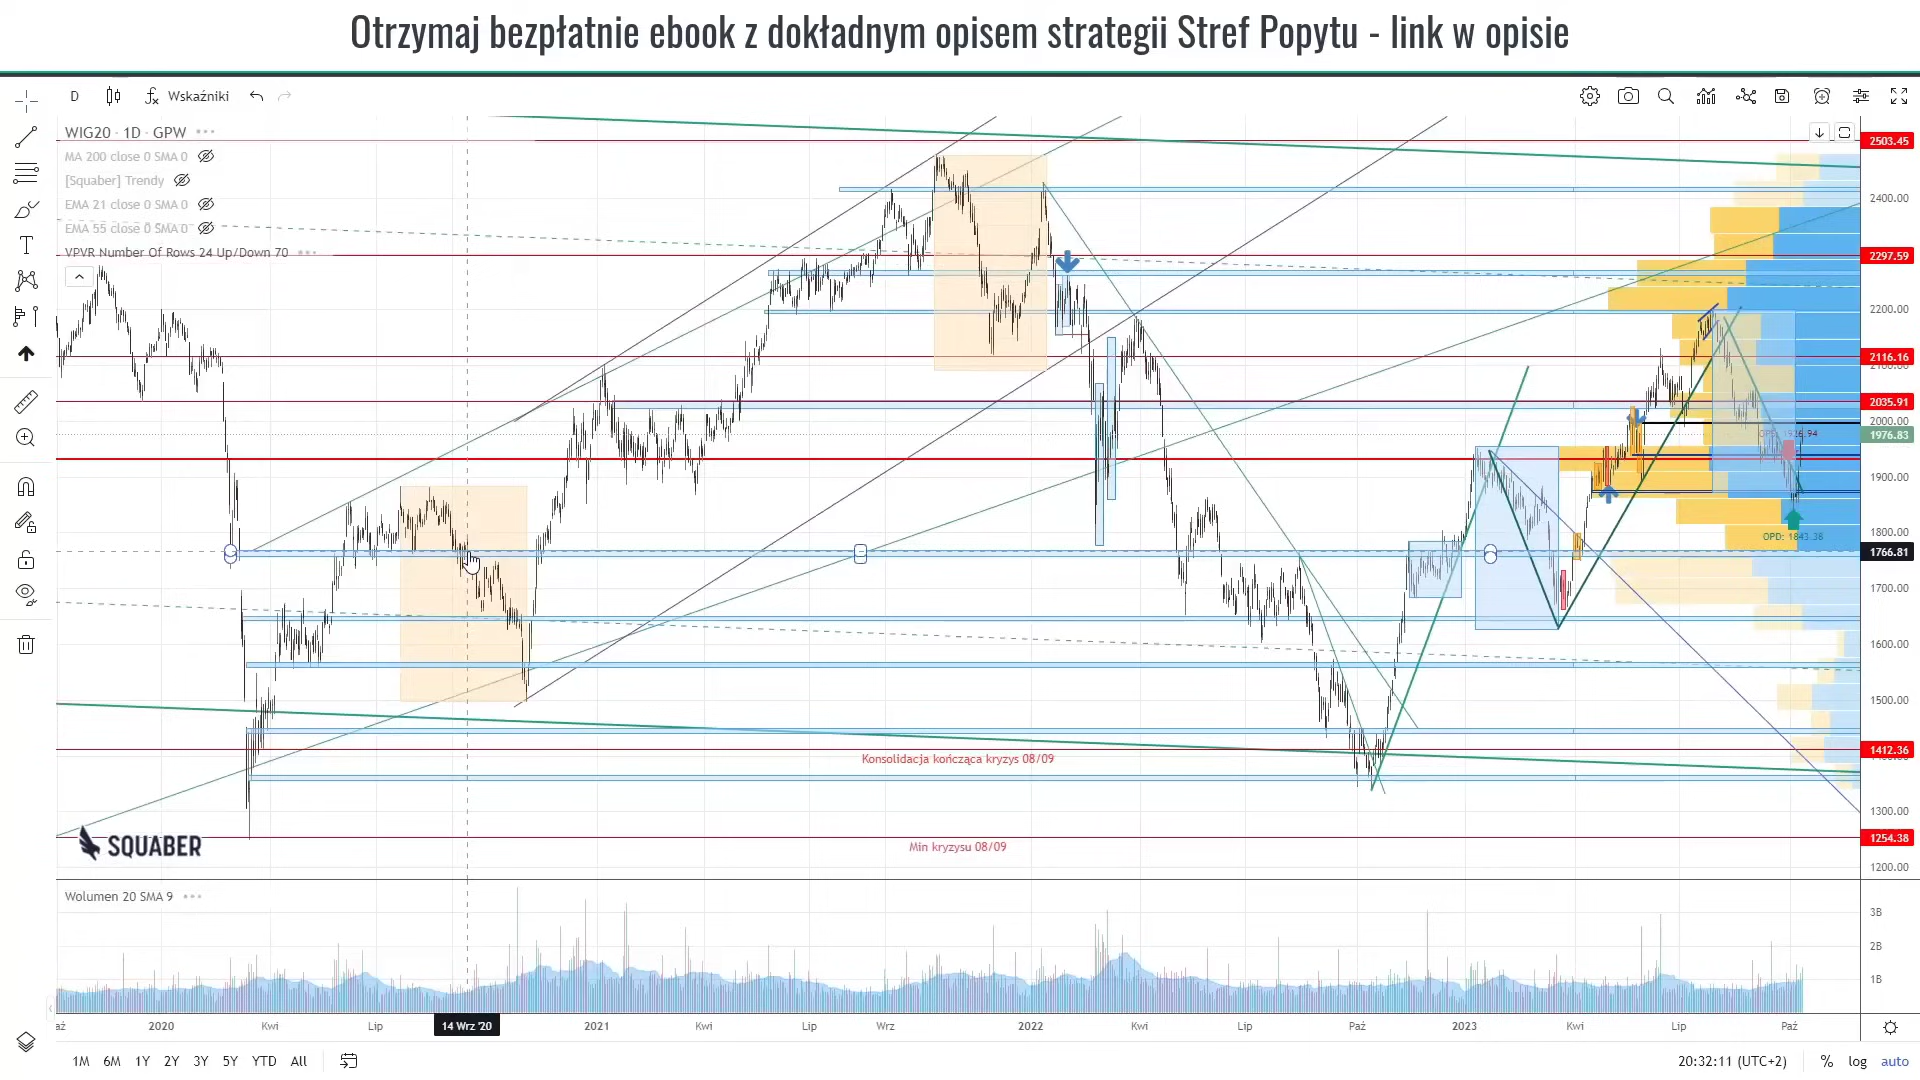 Otrzymaj bezpłatnie ebook z dokładnym opisem strategii Stref Popytu - link w opisie
D Wskaźniki
WIG20 · 1D · GPW
MA 200 close 0 SMA 0
[Squaber] Trendy
EMA 21 close 0 SMA 0
EMA 55 close 0 SMA 0
VPVR Number Of Rows 24 Up/Down 70
2503.45
2400.00
2297.59
2200.00
2116.16
2035.91
2000.00
1976.83
1900.00
1800.00
OPD: 1843.38
1766.81
1700.00
1600.00
1500.00
1412.36
Konsolidacja kończąca kryzys 08/09
1300.00
SQUABER
1254.38
Min kryzysu 08/09
1200.00
Wolumen 20 SMA 9
3B
2B
1B
aź 2020 Kwi Lip 14 Wrz '20 2021 Kwi Lip Wrz 2022 Kwi Lip Paź 2023 Kwi Lip Paź
1M 6M 1Y 2Y 3Y 5Y YTD All
20:32:11 (UTC+2) % log auto